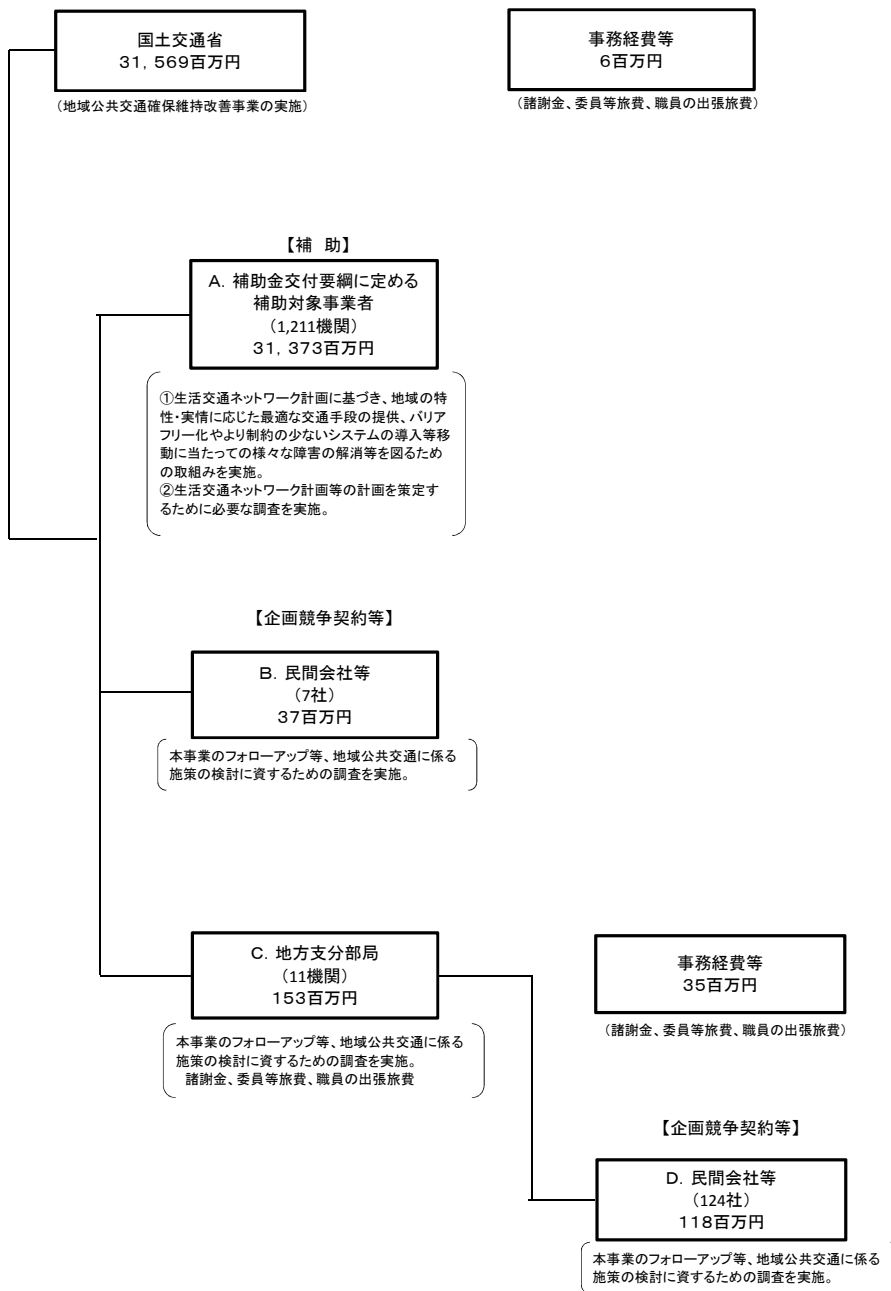 国土交通省
31,569百万円
(地域公共交通確保維持改善事業の実施)
事務経費等
6百万円
(諸謝金、委員等旅費、職員の出張旅費)
【補 助】
A.補助金交付要綱に定める
補助対象事業者
(1,211機関)
31,373百万円
①生活交通ネットワーク計画に基づき、地域の特
性・実情に応じた最適な交通手段の提供、バリア
フリー化やより制約の少ないシステムの導入等移
動に当たっての様々な障害の解消等を図るため
の取組みを実施。
②生活交通ネットワーク計画等の計画を策定す
るために必要な調査を実施。
【企画競争契約等】
B.民間会社等
(7社)
37百万円
本事業のフォローアップ等、地域公共交通に係る
施策の検討に資するための調査を実施。
C.地方支分部局
(11機関)
153百万円
本事業のフォローアップ等、地域公共交通に係る
施策の検討に資するための調査を実施。
諸謝金、委員等旅費、職員の出張旅費
事務経費等
35百万円
(諸謝金、委員等旅費、職員の出張旅費)
【企画競争契約等】
D.民間会社等
(124社)
118百万円
本事業のフォローアップ等、地域公共交通に係る
施策の検討に資するための調査を実施。